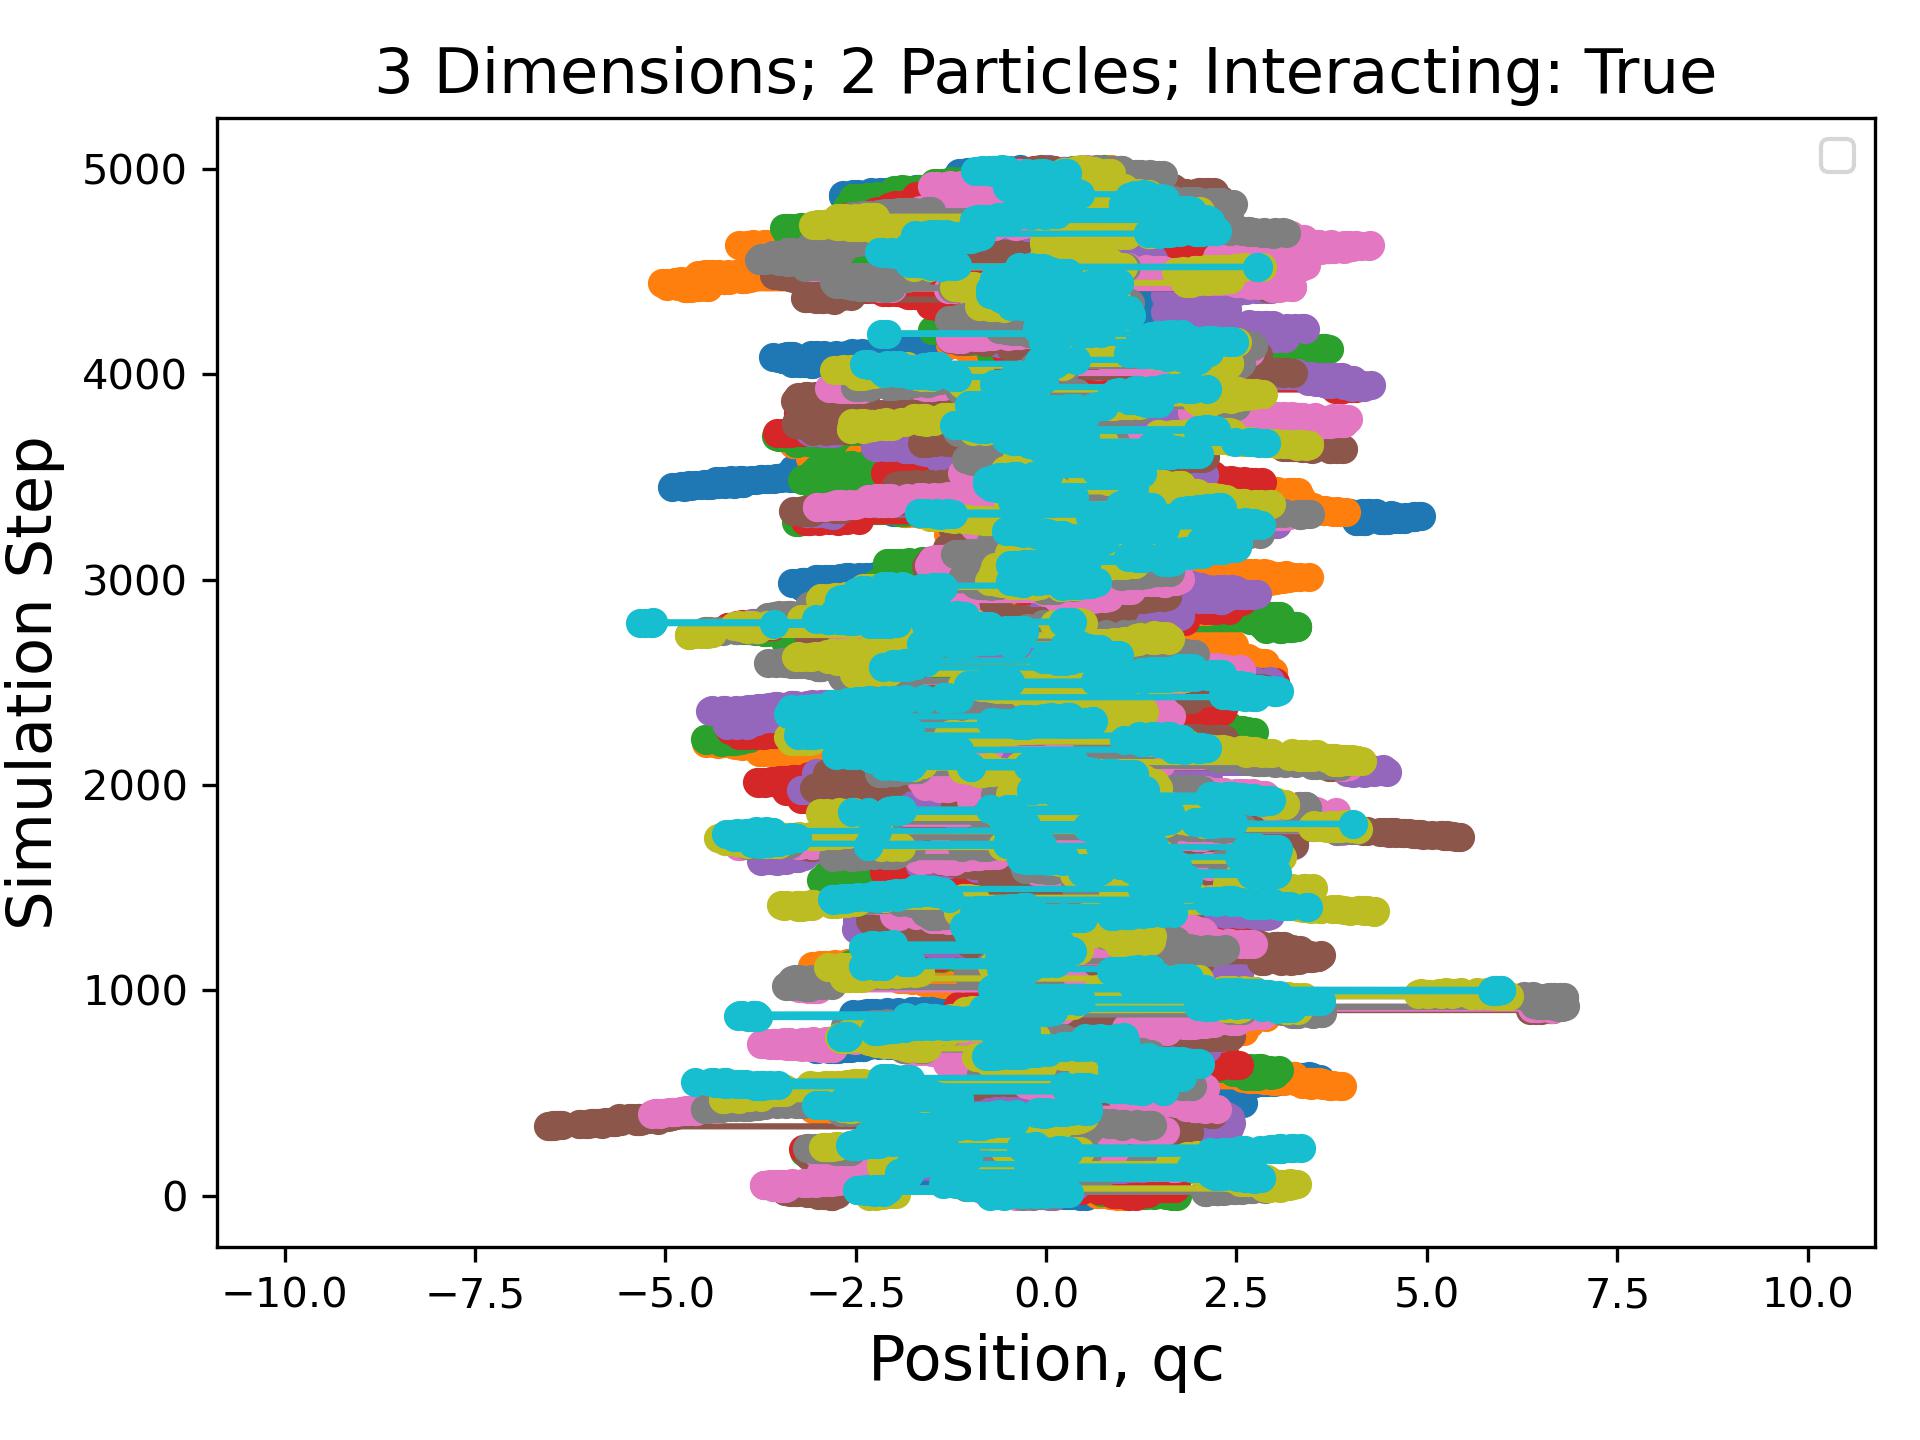 3 Dimensions; 2 Particles; Interacting: True
Simulation Step
5000
4000
3000
2000
1000
0
−10.0 −7.5 −5.0 −2.5 0.0 2.5 5.0 7.5 10.0
Position, qc